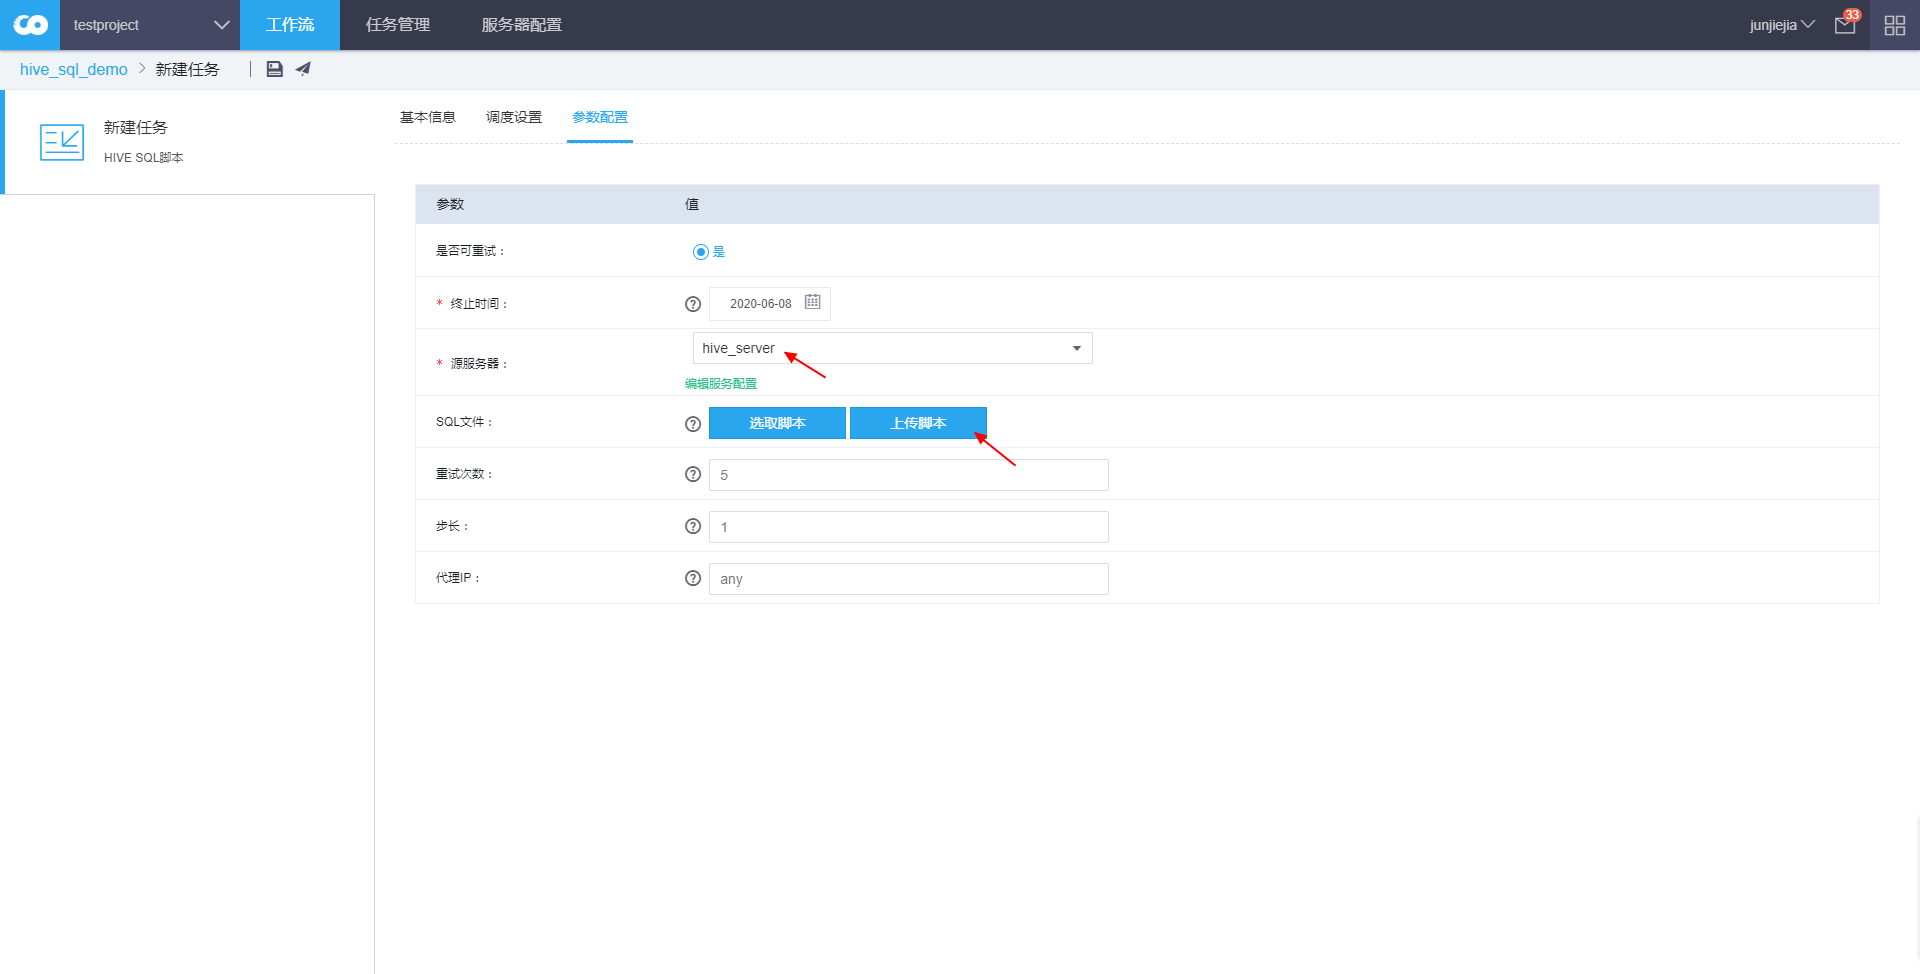 testproject 工作流 任务管理 服务器配置 junjiejia 33
hive_sql_demo > 新建任务
新建任务
HIVE SQL脚本
基本信息 调度设置 参数配置
参数 值
是否可重试： 是
* 终止时间： 2020-06-08
* 源服务器： hive_server
编辑服务配置
SQL文件： 选取脚本 上传脚本
重试次数： 5
步长： 1
代理IP： any